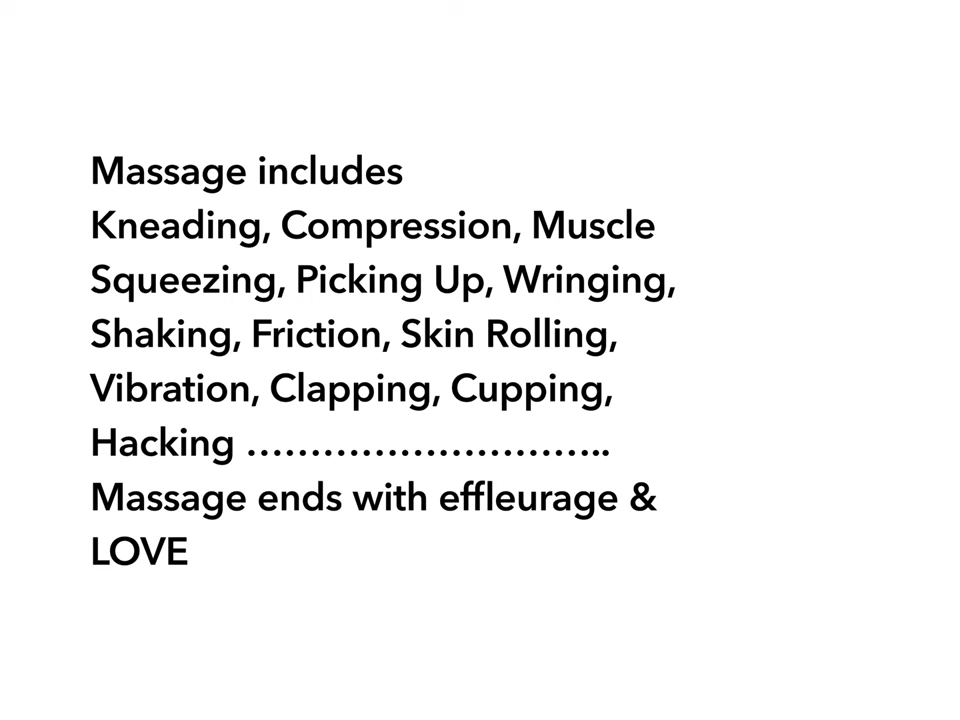 Massage includes
Kneading, Compression, Muscle
Squeezing, Picking Up, Wringing,
Shaking, Friction, Skin Rolling,
Vibration, Clapping, Cupping,
Hacking ………………………..
Massage ends with effleurage &
LOVE